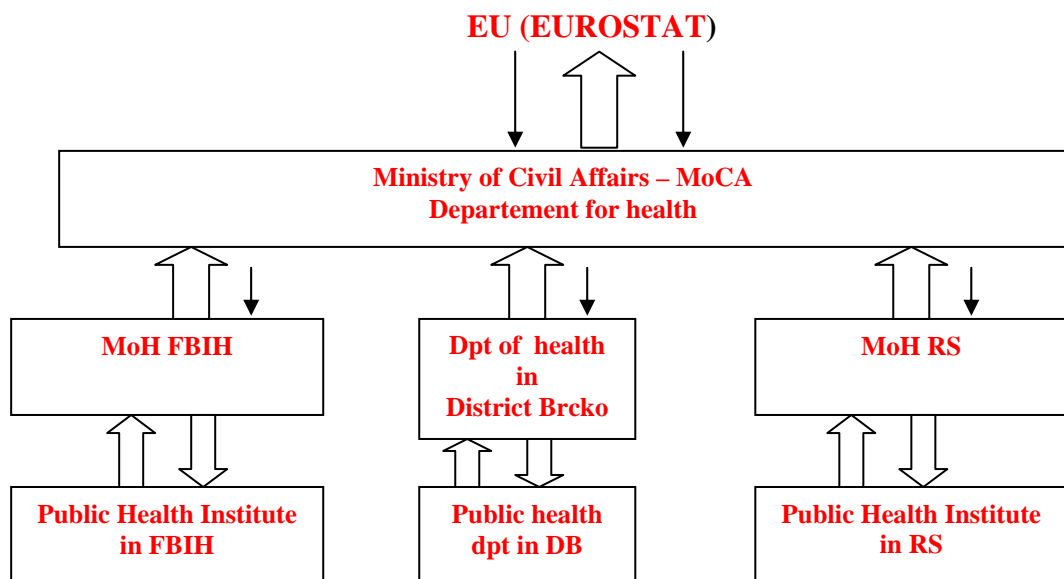 EU (EUROSTAT)
Ministry of Civil Affairs – MoCA
Departement for health
MoH FBIH
Dpt of health
in
District Brcko
MoH RS
Public Health Institute
in FBIH
Public health
dpt in DB
Public Health Institute
in RS